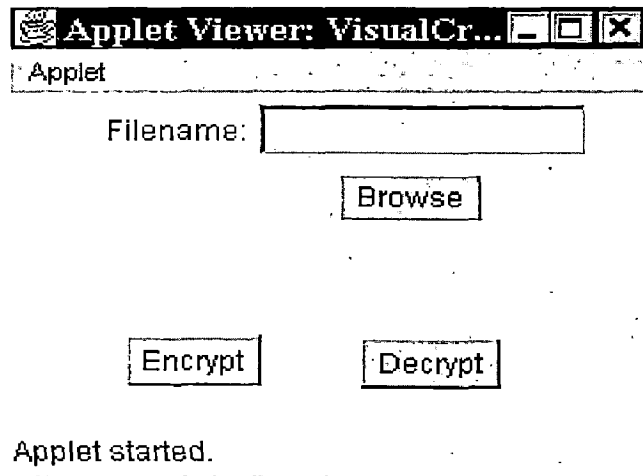 Applet Viewer: VisualCr...
Applet
Filename:
Browse
Encrypt Decrypt
Applet started.